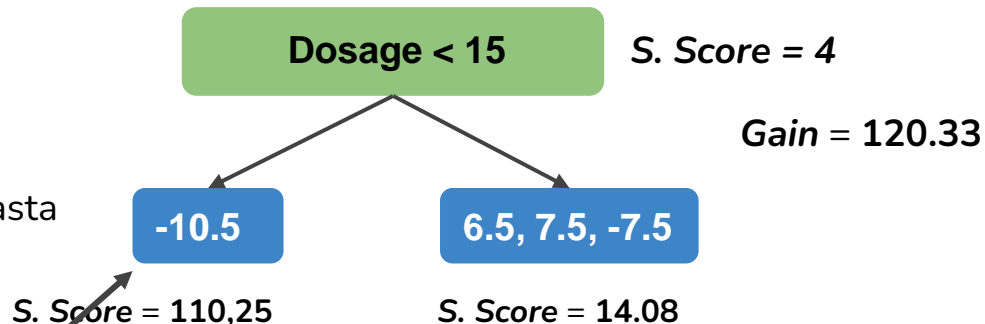 Dosage < 15
S. Score = 4
Gain = 120.33
-10.5
6.5, 7.5, -7.5
S. Score = 110,25
S. Score = 14.08